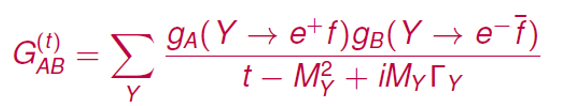 G_{AB}^{(t)} = \sum_{Y} \frac{g_A(Y \to e^+ f) g_B(Y \to e^- \bar{f})}{t - M_Y^2 + i M_Y \Gamma_Y}